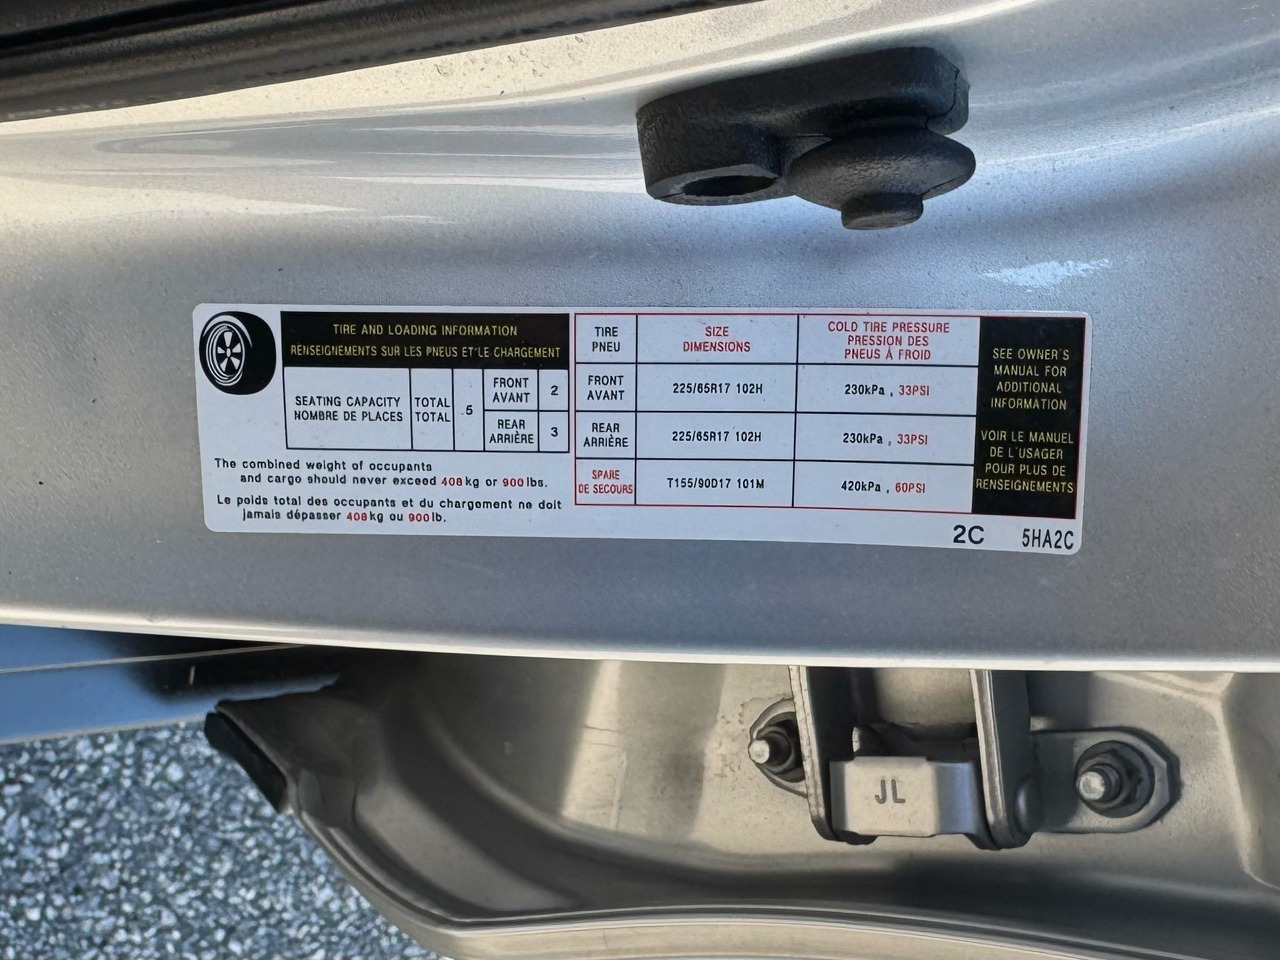 TIRE AND LOADING INFORMATION
RENSEIGNEMENTS SUR LES PNEUS ET LE CHARGEMENT
SEATING CAPACITY
NOMBRE DE PLACES
TOTAL
TOTAL
5
FRONT
AVANT
2
REAR
ARRIÈRE
3
The combined weight of occupants
and cargo should never exceed 408kg or 900lbs.
Le poids total des occupants et du chargement ne doit
jamais dépasser 408kg ou 900lb.
TIRE
PNEU
SIZE
DIMENSIONS
COLD TIRE PRESSURE
PRESSION DES
PNEUS À FROID
FRONT
AVANT
225/65R17 102H
230kPa , 33PSI
REAR
ARRIÈRE
225/65R17 102H
230kPa , 33PSI
SPARE
DE SECOURS
T155/90D17 101M
420kPa , 60PSI
SEE OWNER'S
MANUAL FOR
ADDITIONAL
INFORMATION
VOIR LE MANUEL
DE L'USAGER
POUR PLUS DE
RENSEIGNEMENTS
2C 5HA2C
JL